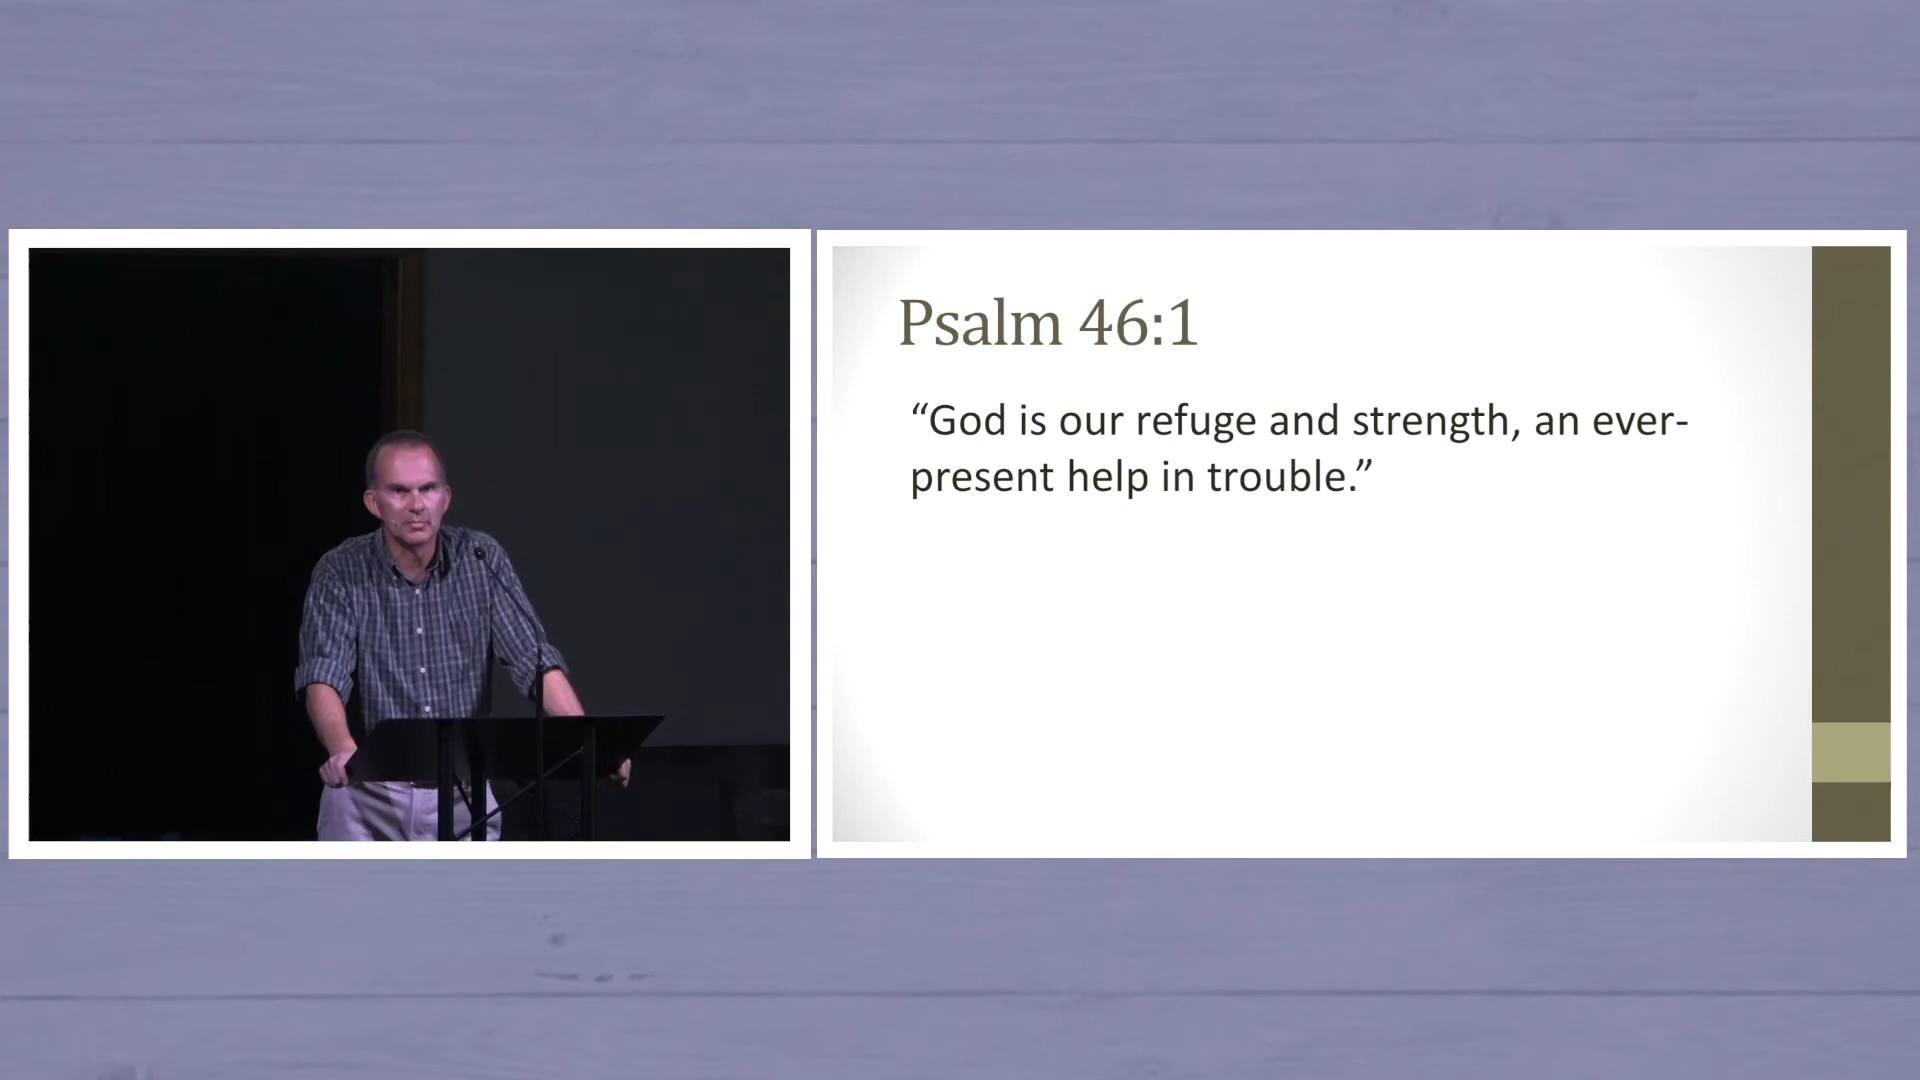 Psalm 46:1
“God is our refuge and strength, an ever-
present help in trouble.”